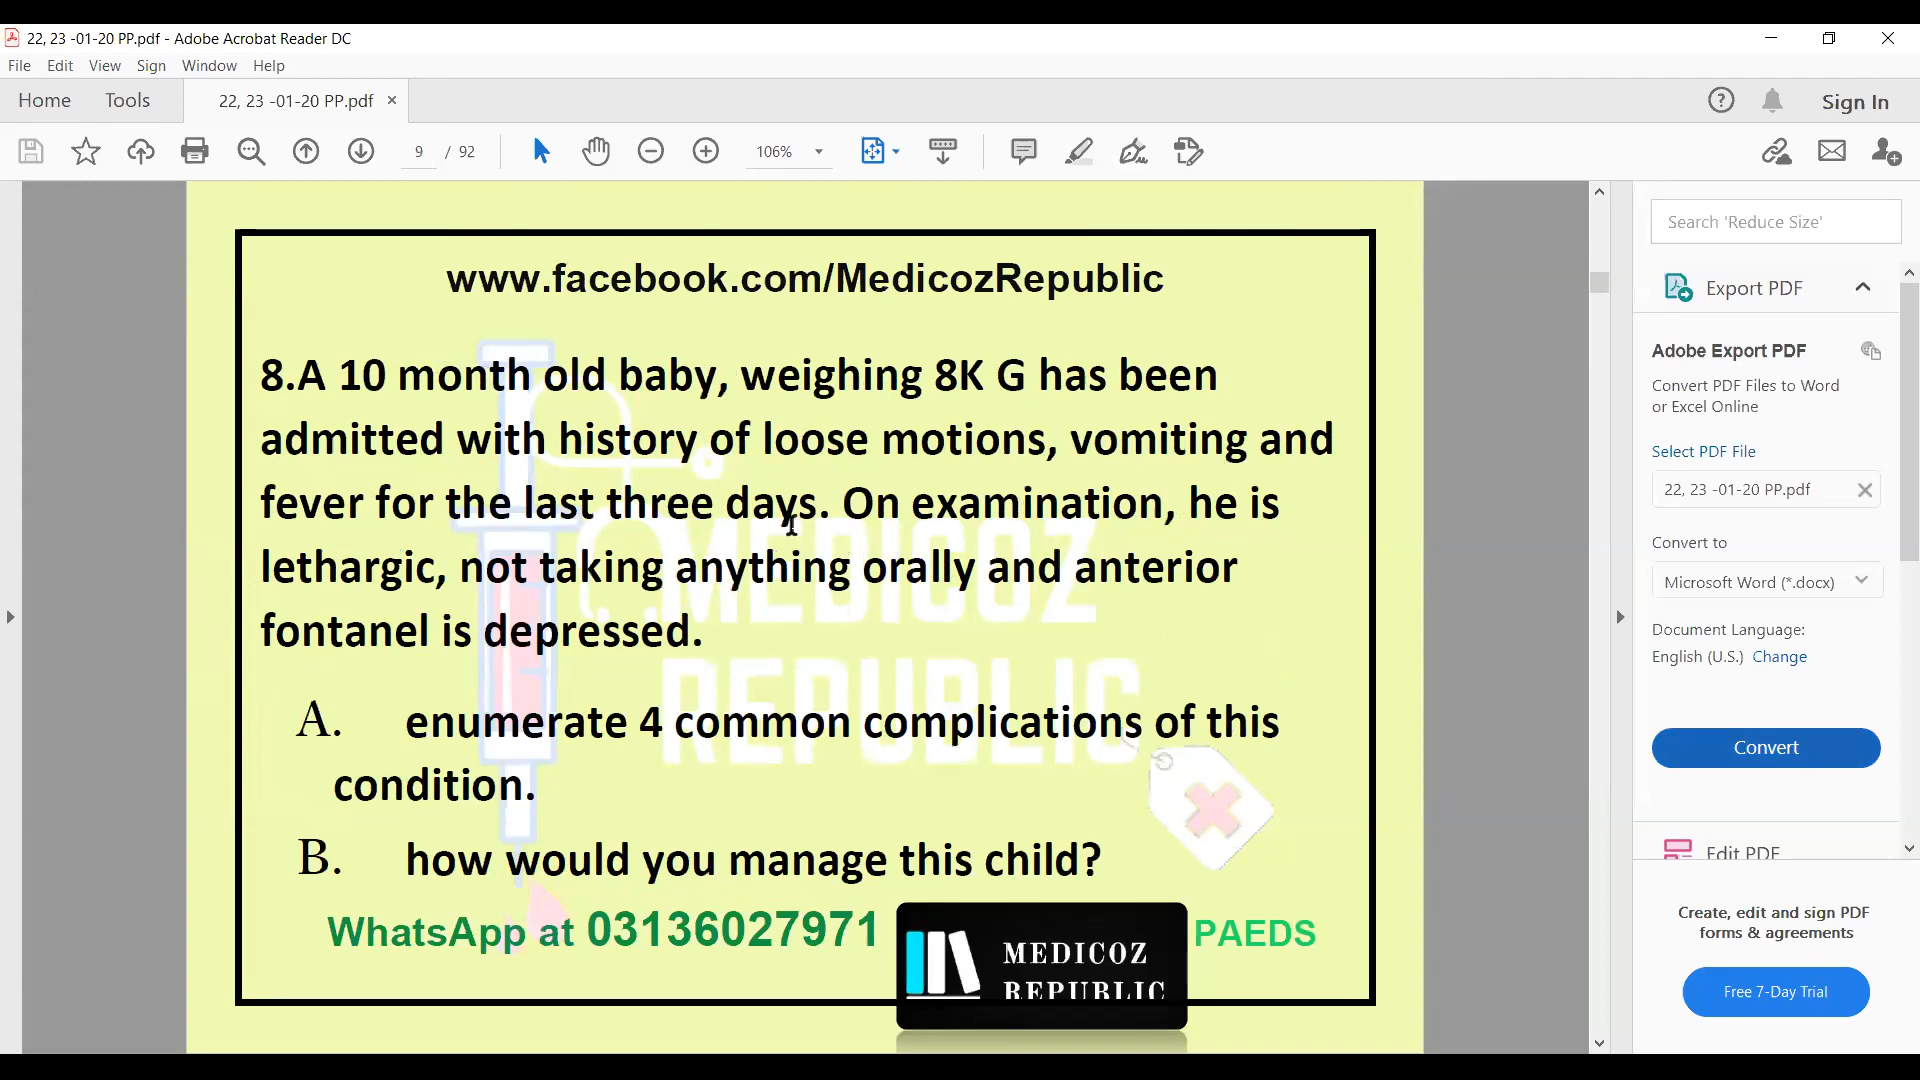 22, 23 -01-20 PP.pdf - Adobe Acrobat Reader DC
File Edit View Sign Window Help
Home Tools 22, 23 -01-20 PP.pdf × Sign In
9 / 92 106%
Search 'Reduce Size'
Export PDF
Adobe Export PDF
Convert PDF Files to Word
or Excel Online
Select PDF File
22, 23 -01-20 PP.pdf
Convert to
Microsoft Word (*.docx)
Document Language:
English (U.S.) Change
Convert
Edit PDF
Create, edit and sign PDF
forms & agreements
Free 7-Day Trial
www.facebook.com/MedicozRepublic
8.A 10 month old baby, weighing 8K G has been
admitted with history of loose motions, vomiting and
fever for the last three days. On examination, he is
lethargic, not taking anything orally and anterior
fontanel is depressed.
A. enumerate 4 common complications of this
condition.
B. how would you manage this child?
WhatsApp at 03136027971 PAEDS
MEDICOZ
REPUBLIC
MEDICOZ
REPUBLIC